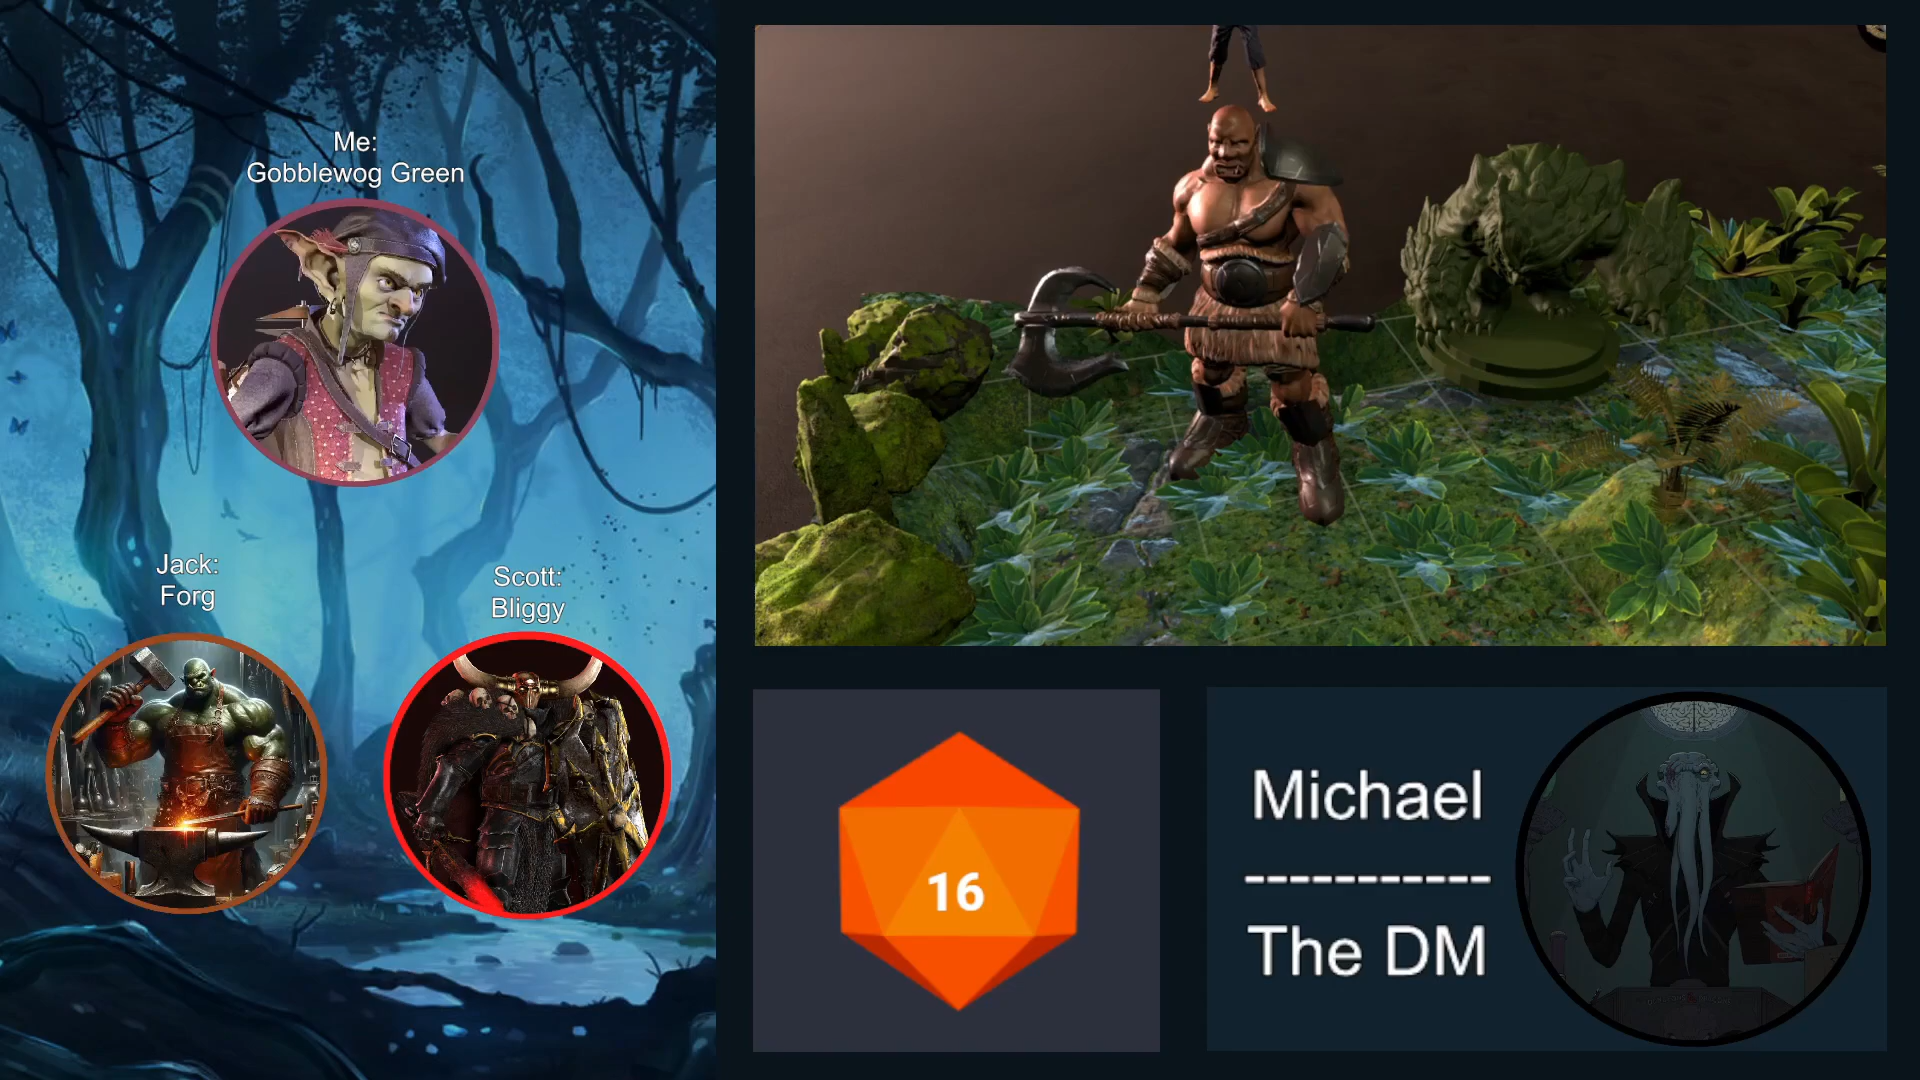 Me:
Gobblewog Green
Jack:
Forg
Scott:
Bliggy
16
Michael
-----------
The DM